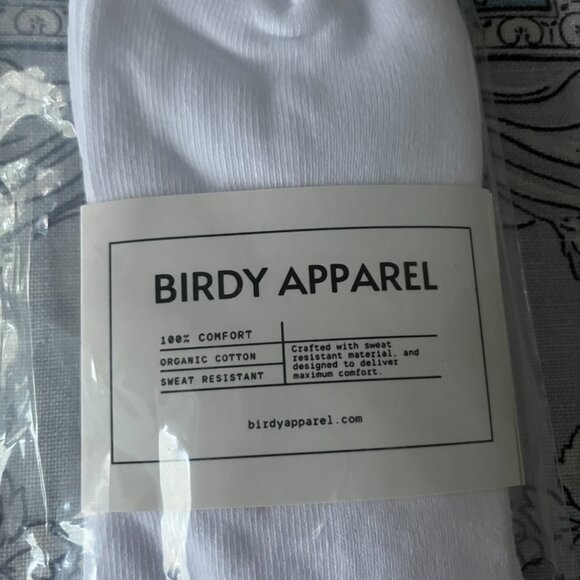 BIRDY APPAREL
100% COMFORT
ORGANIC COTTON
SWEAT RESISTANT
Crafted with sweat
resistant material, and
designed to deliver
maximum comfort.
birdyapparel.com